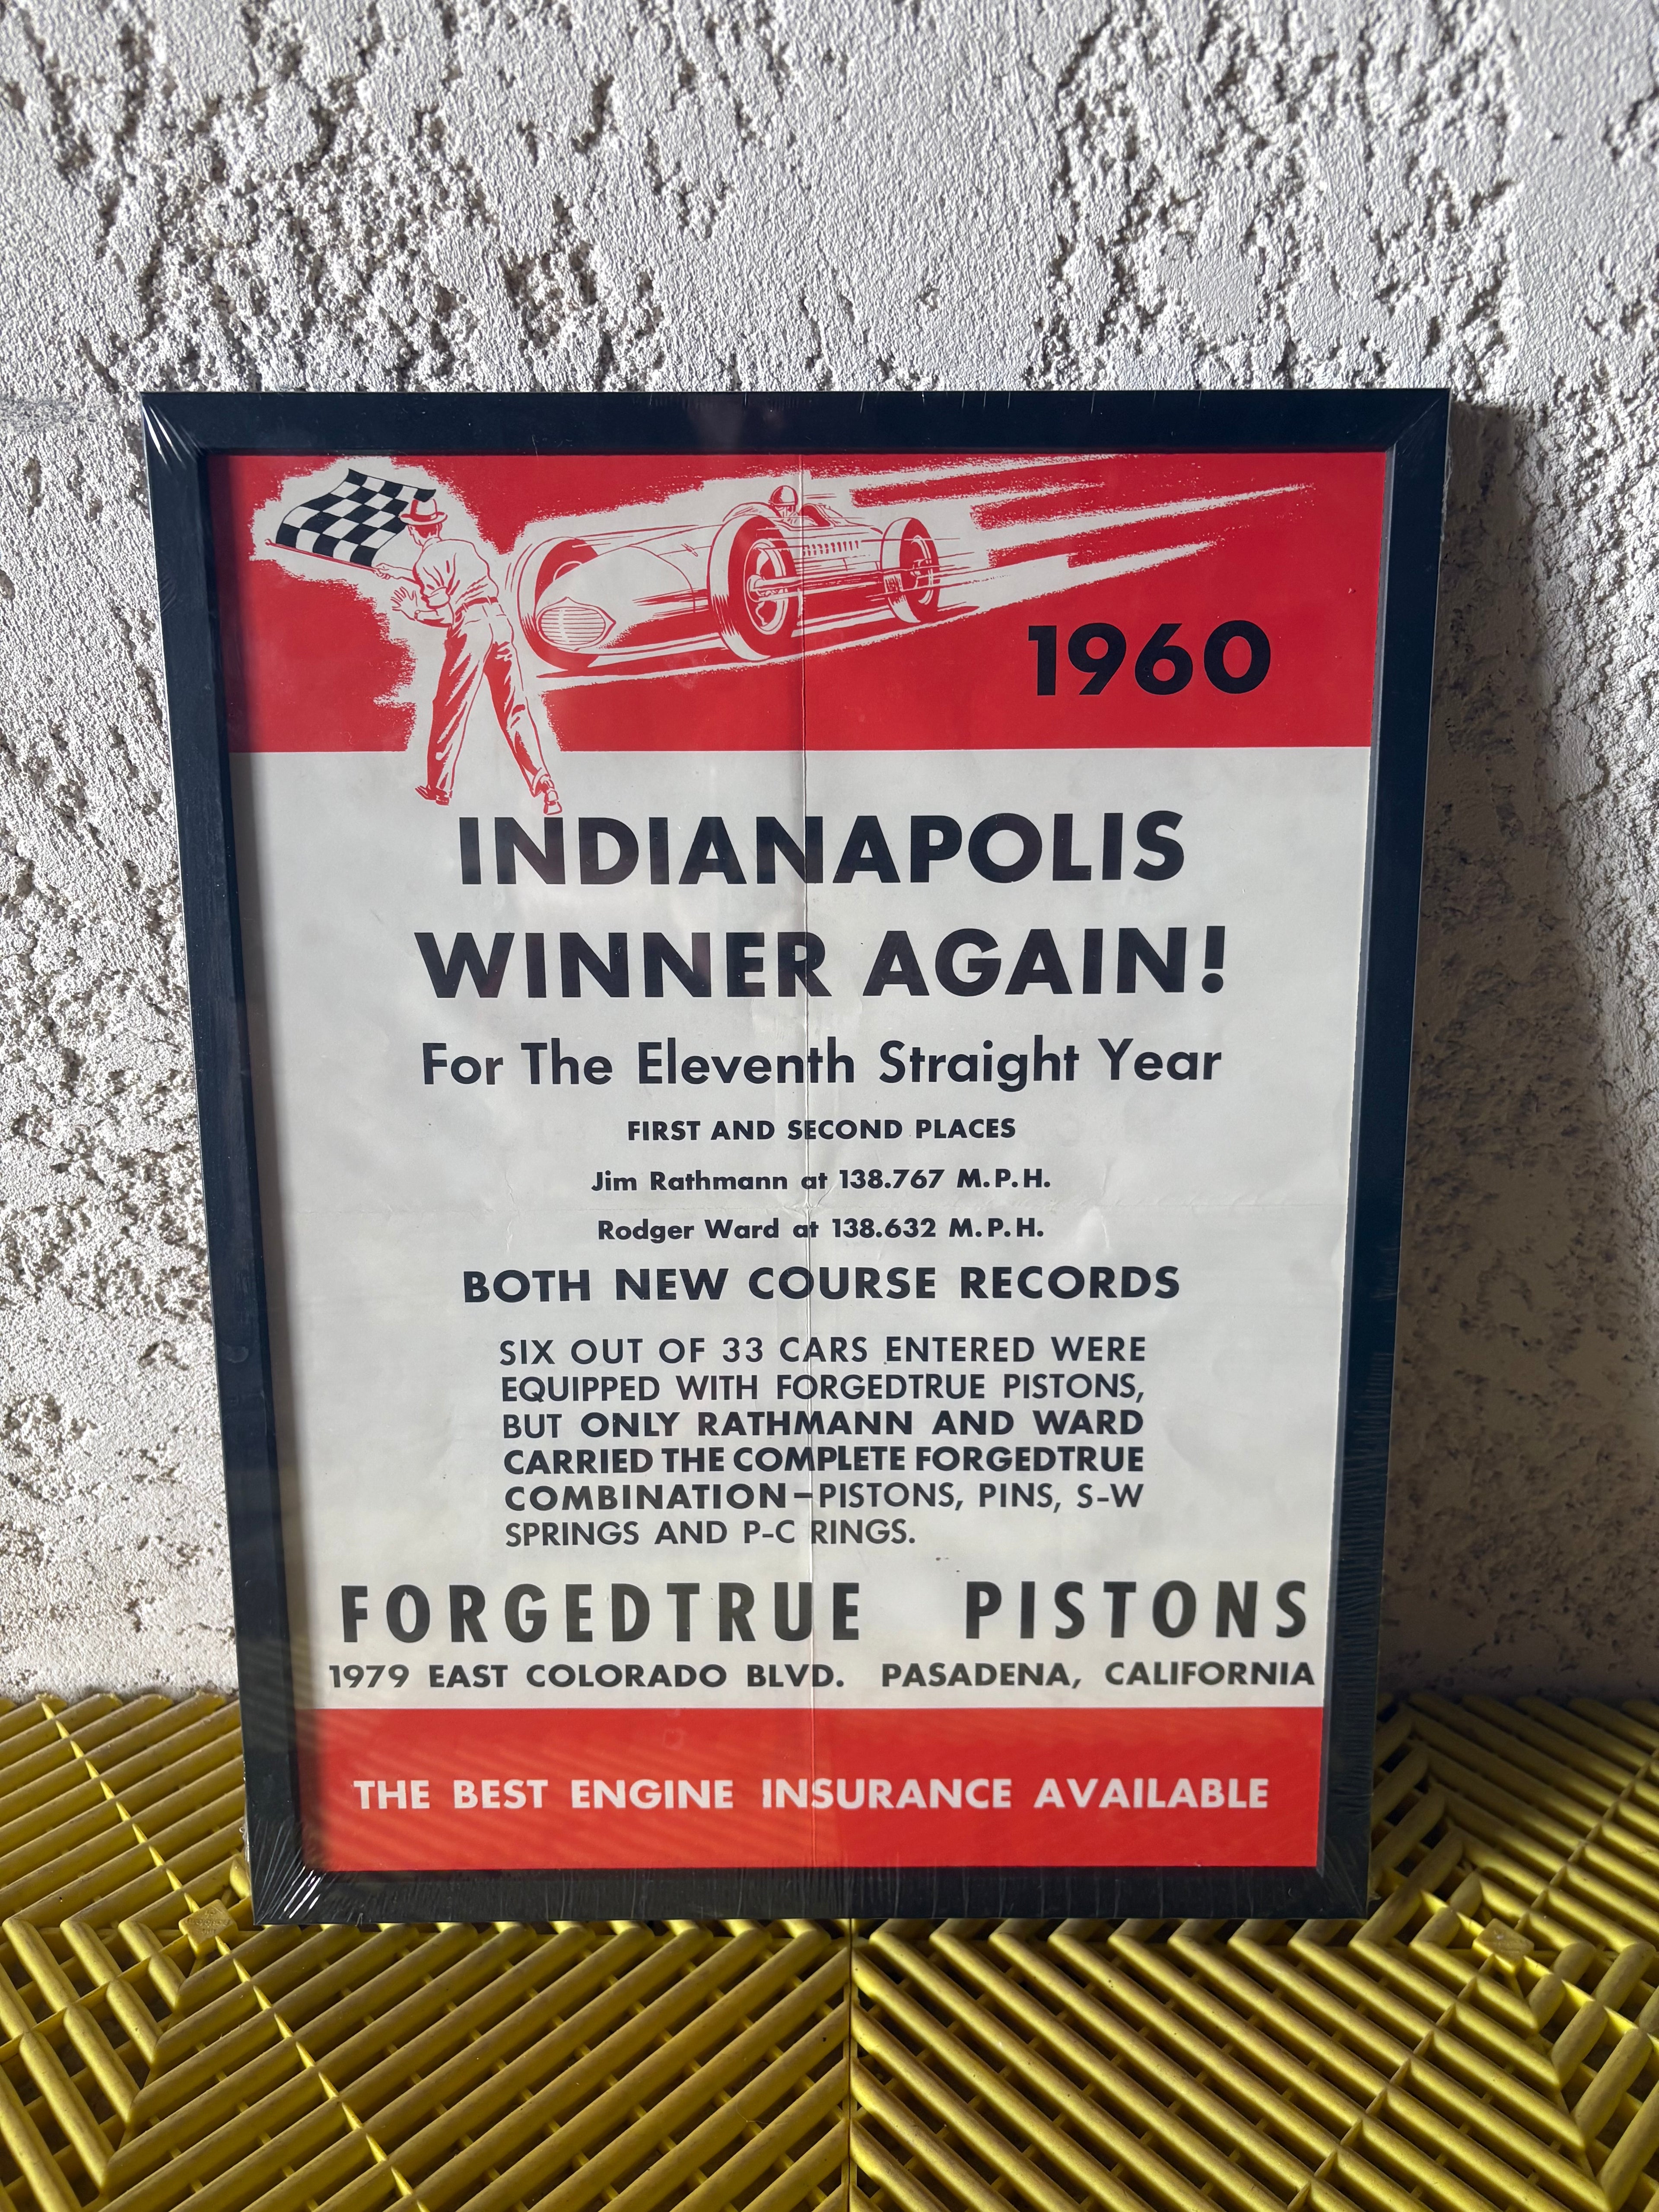 1960
INDIANAPOLIS
WINNER AGAIN!
For The Eleventh Straight Year
FIRST AND SECOND PLACES
Jim Rathmann at 138.767 M.P.H.
Rodger Ward at 138.632 M.P.H.
BOTH NEW COURSE RECORDS
SIX OUT OF 33 CARS ENTERED WERE
EQUIPPED WITH FORGEDTRUE PISTONS,
BUT ONLY RATHMANN AND WARD
CARRIED THE COMPLETE FORGEDTRUE
COMBINATION–PISTONS, PINS, S-W
SPRINGS AND P-C RINGS.
FORGEDTRUE PISTONS
1979 EAST COLORADO BLVD. PASADENA, CALIFORNIA
THE BEST ENGINE INSURANCE AVAILABLE